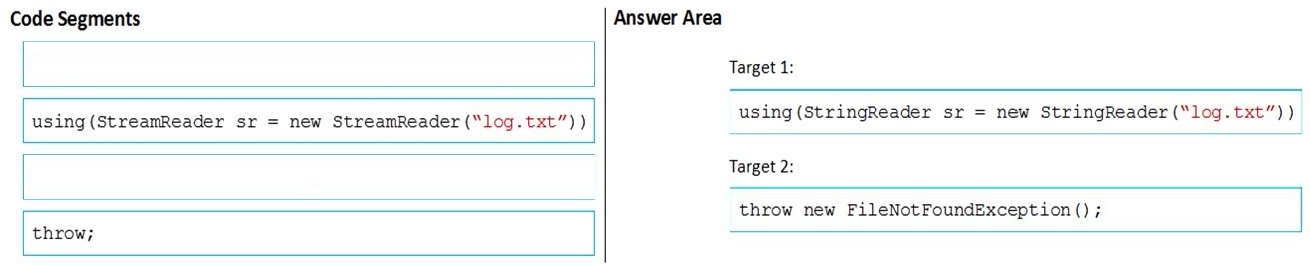 Code Segments
using(StreamReader sr = new StreamReader(“log.txt”))
throw;
Answer Area
Target 1:
using(StringReader sr = new StringReader(“log.txt”))
Target 2:
throw new FileNotFoundException();